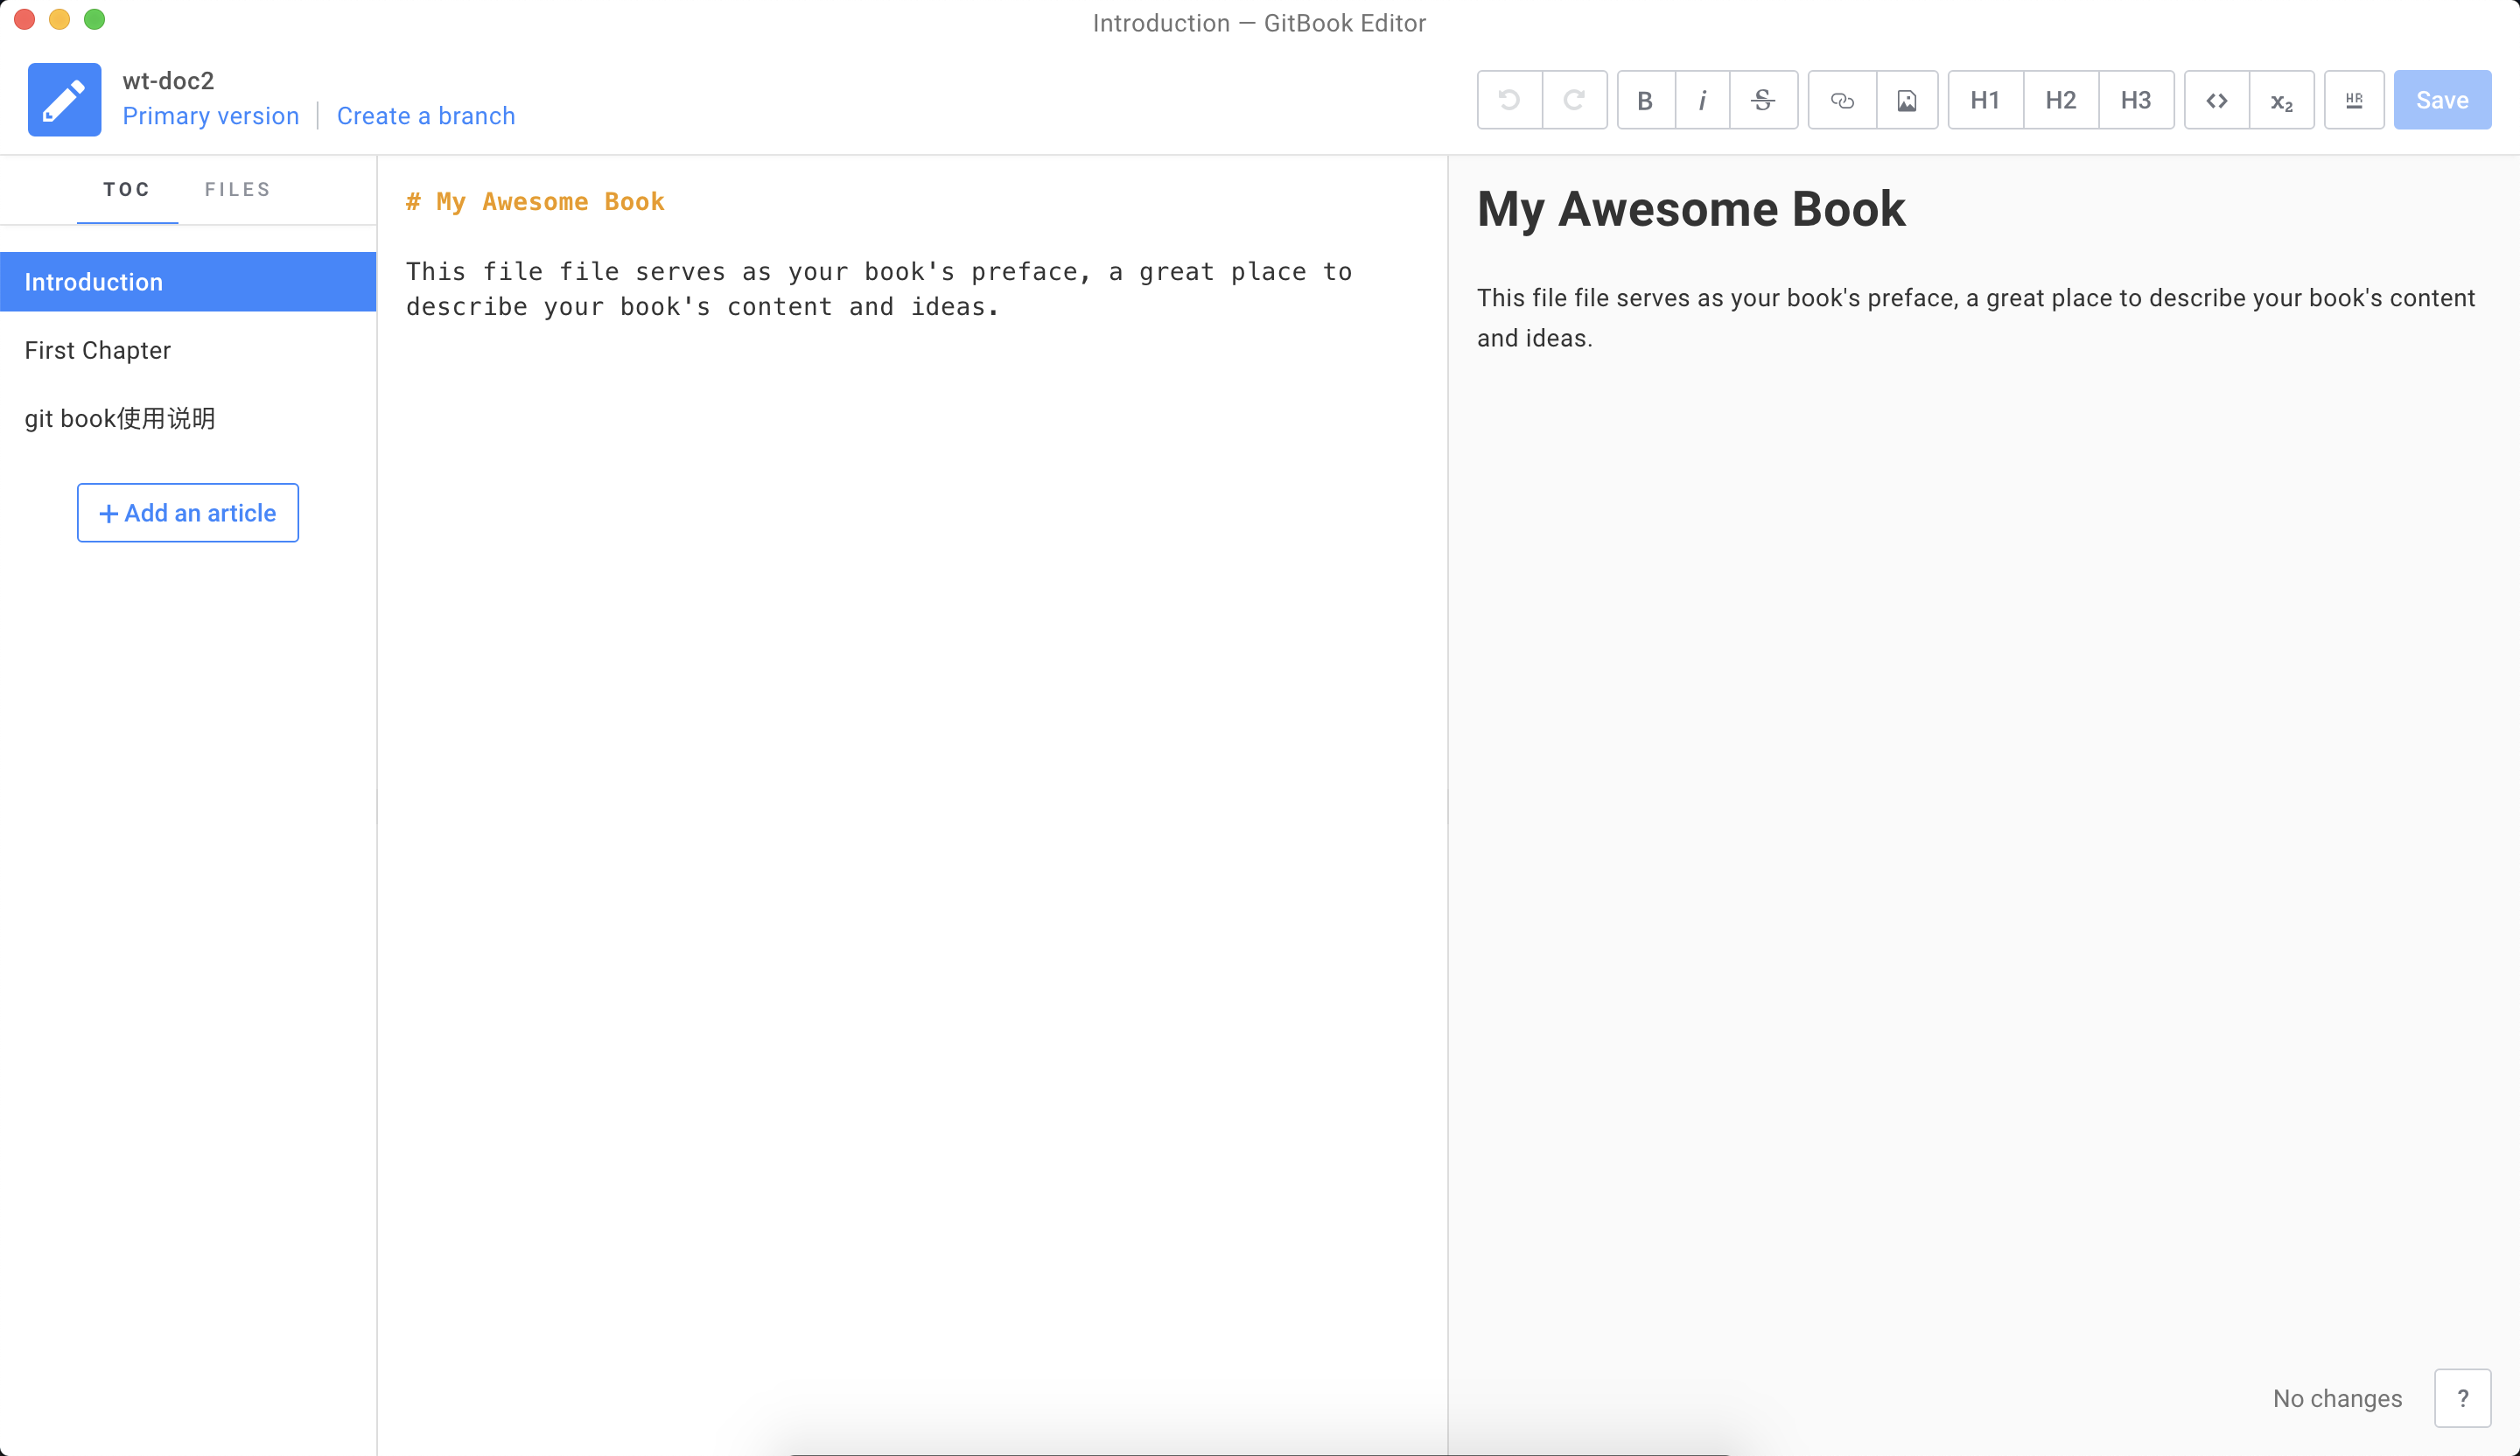 Introduction — GitBook Editor
wt-doc2
Primary version
Create a branch
B
i
S
H1
H2
H3
x₂
HR
Save
TOC
FILES
Introduction
First Chapter
git book使用说明
+ Add an article
# My Awesome Book
This file file serves as your book's preface, a great place to
describe your book's content and ideas.
My Awesome Book
This file file serves as your book's preface, a great place to describe your book's content
and ideas.
No changes
?